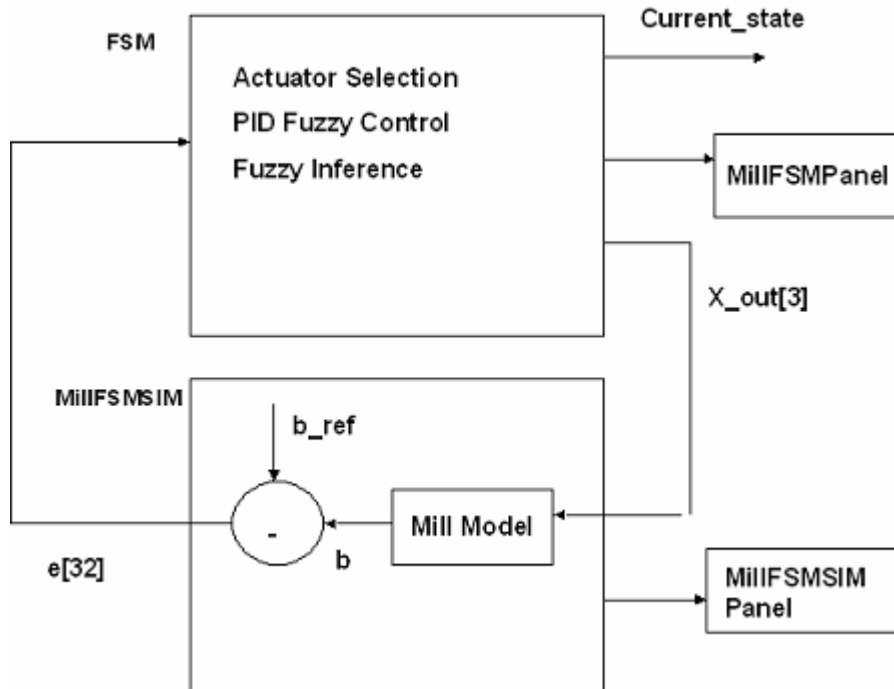 Current_state
FSM
Actuator Selection
PID Fuzzy Control
Fuzzy Inference
MillFSMPanel
X_out[3]
MillFSMSIM
b_ref
-
Mill Model
b
e[32]
MillFSMSIM
Panel